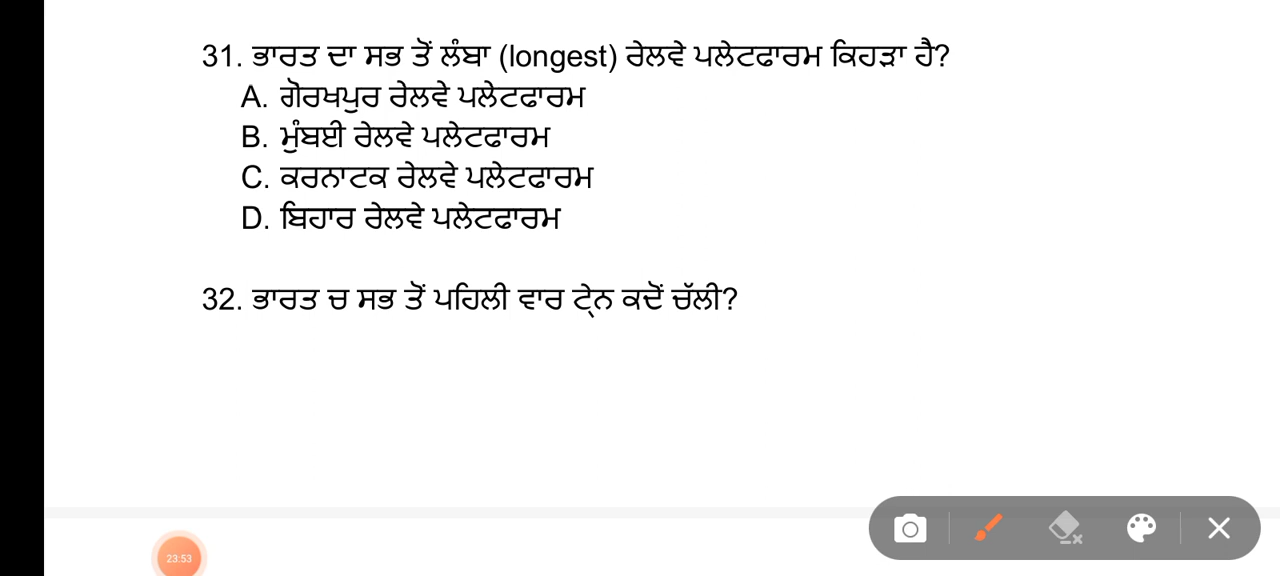 31. ਭਾਰਤ ਦਾ ਸਭ ਤੋਂ ਲੰਬਾ (longest) ਰੇਲਵੇ ਪਲੇਟਫਾਰਮ ਕਿਹੜਾ ਹੈ?
A. ਗੋਰਖਪੁਰ ਰੇਲਵੇ ਪਲੇਟਫਾਰਮ
B. ਮੁੰਬਈ ਰੇਲਵੇ ਪਲੇਟਫਾਰਮ
C. ਕਰਨਾਟਕ ਰੇਲਵੇ ਪਲੇਟਫਾਰਮ
D. ਬਿਹਾਰ ਰੇਲਵੇ ਪਲੇਟਫਾਰਮ
32. ਭਾਰਤ ਚ ਸਭ ਤੋਂ ਪਹਿਲੀ ਵਾਰ ਟੇ੍ਨ ਕਦੋਂ ਚੱਲੀ?
23:53